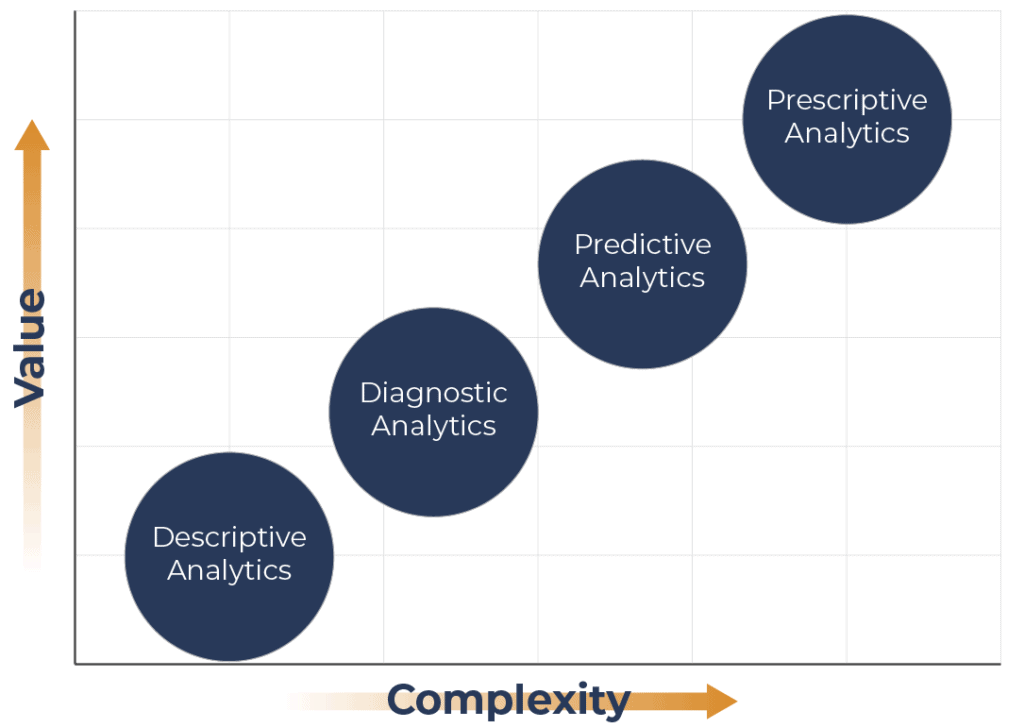 Prescriptive
Analytics
Predictive
Analytics
Value
Diagnostic
Analytics
Descriptive
Analytics
Complexity